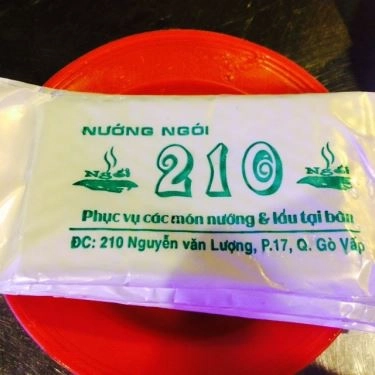 NƯỚNG NGÓI
Ngói 210 Ngói
Phục vụ các món nướng & lẩu tại bàn
ĐC: 210 Nguyễn văn Lượng, P.17, Q. Gò Vấp